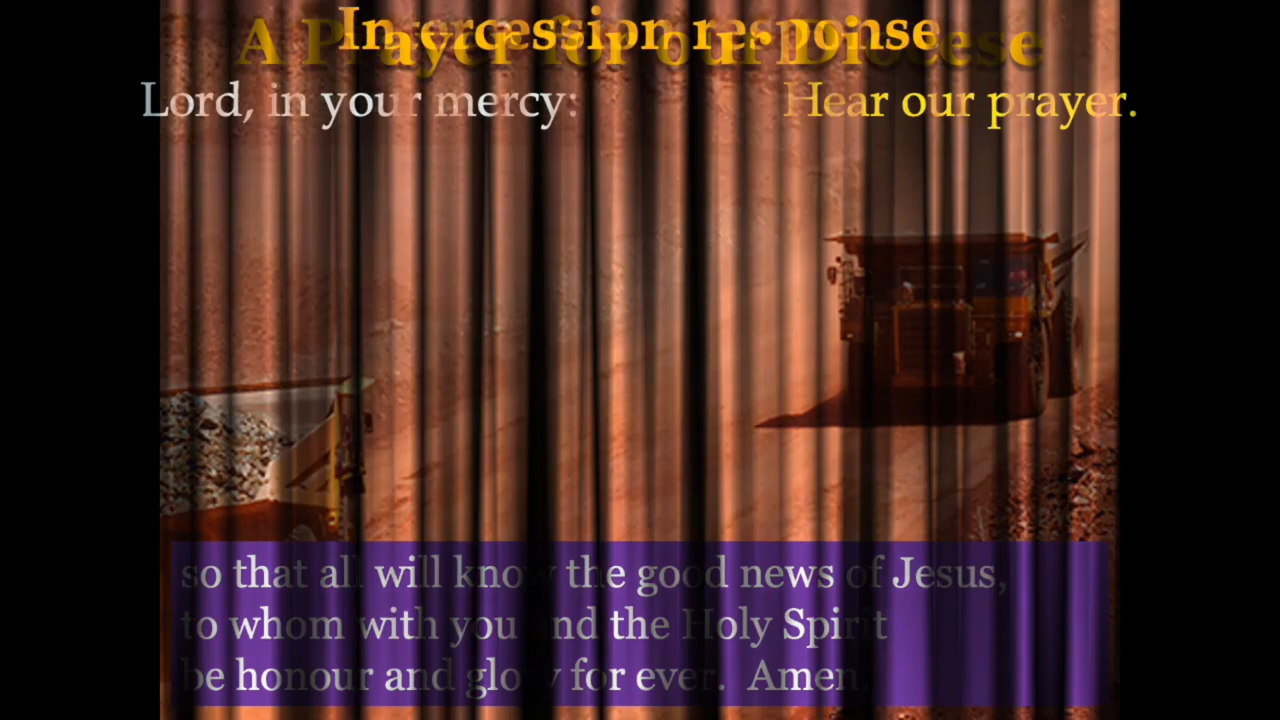 Intercession response
A Prayer for our Diocese
Lord, in your mercy: Hear our prayer.
so that all will know the good news of Jesus,
to whom with you and the Holy Spirit
be honour and glory for ever. Amen.